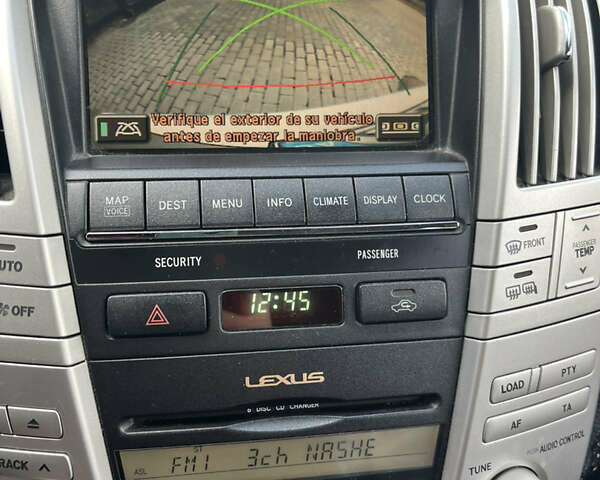 Verifique el exterior de su vehículo
antes de empezar la maniobra.
MAP
VOICE
DEST
MENU
INFO
CLIMATE
DISPLAY
CLOCK
SECURITY
PASSENGER
12:45
LEXUS
6 DISC CD CHANGER
ST
ASL FM1 3ch NASHE
AUTO
OFF
TRACK
FRONT
PASSENGER
TEMP
LOAD
PTY
AF
TA
AUDIO CONTROL
TUNE